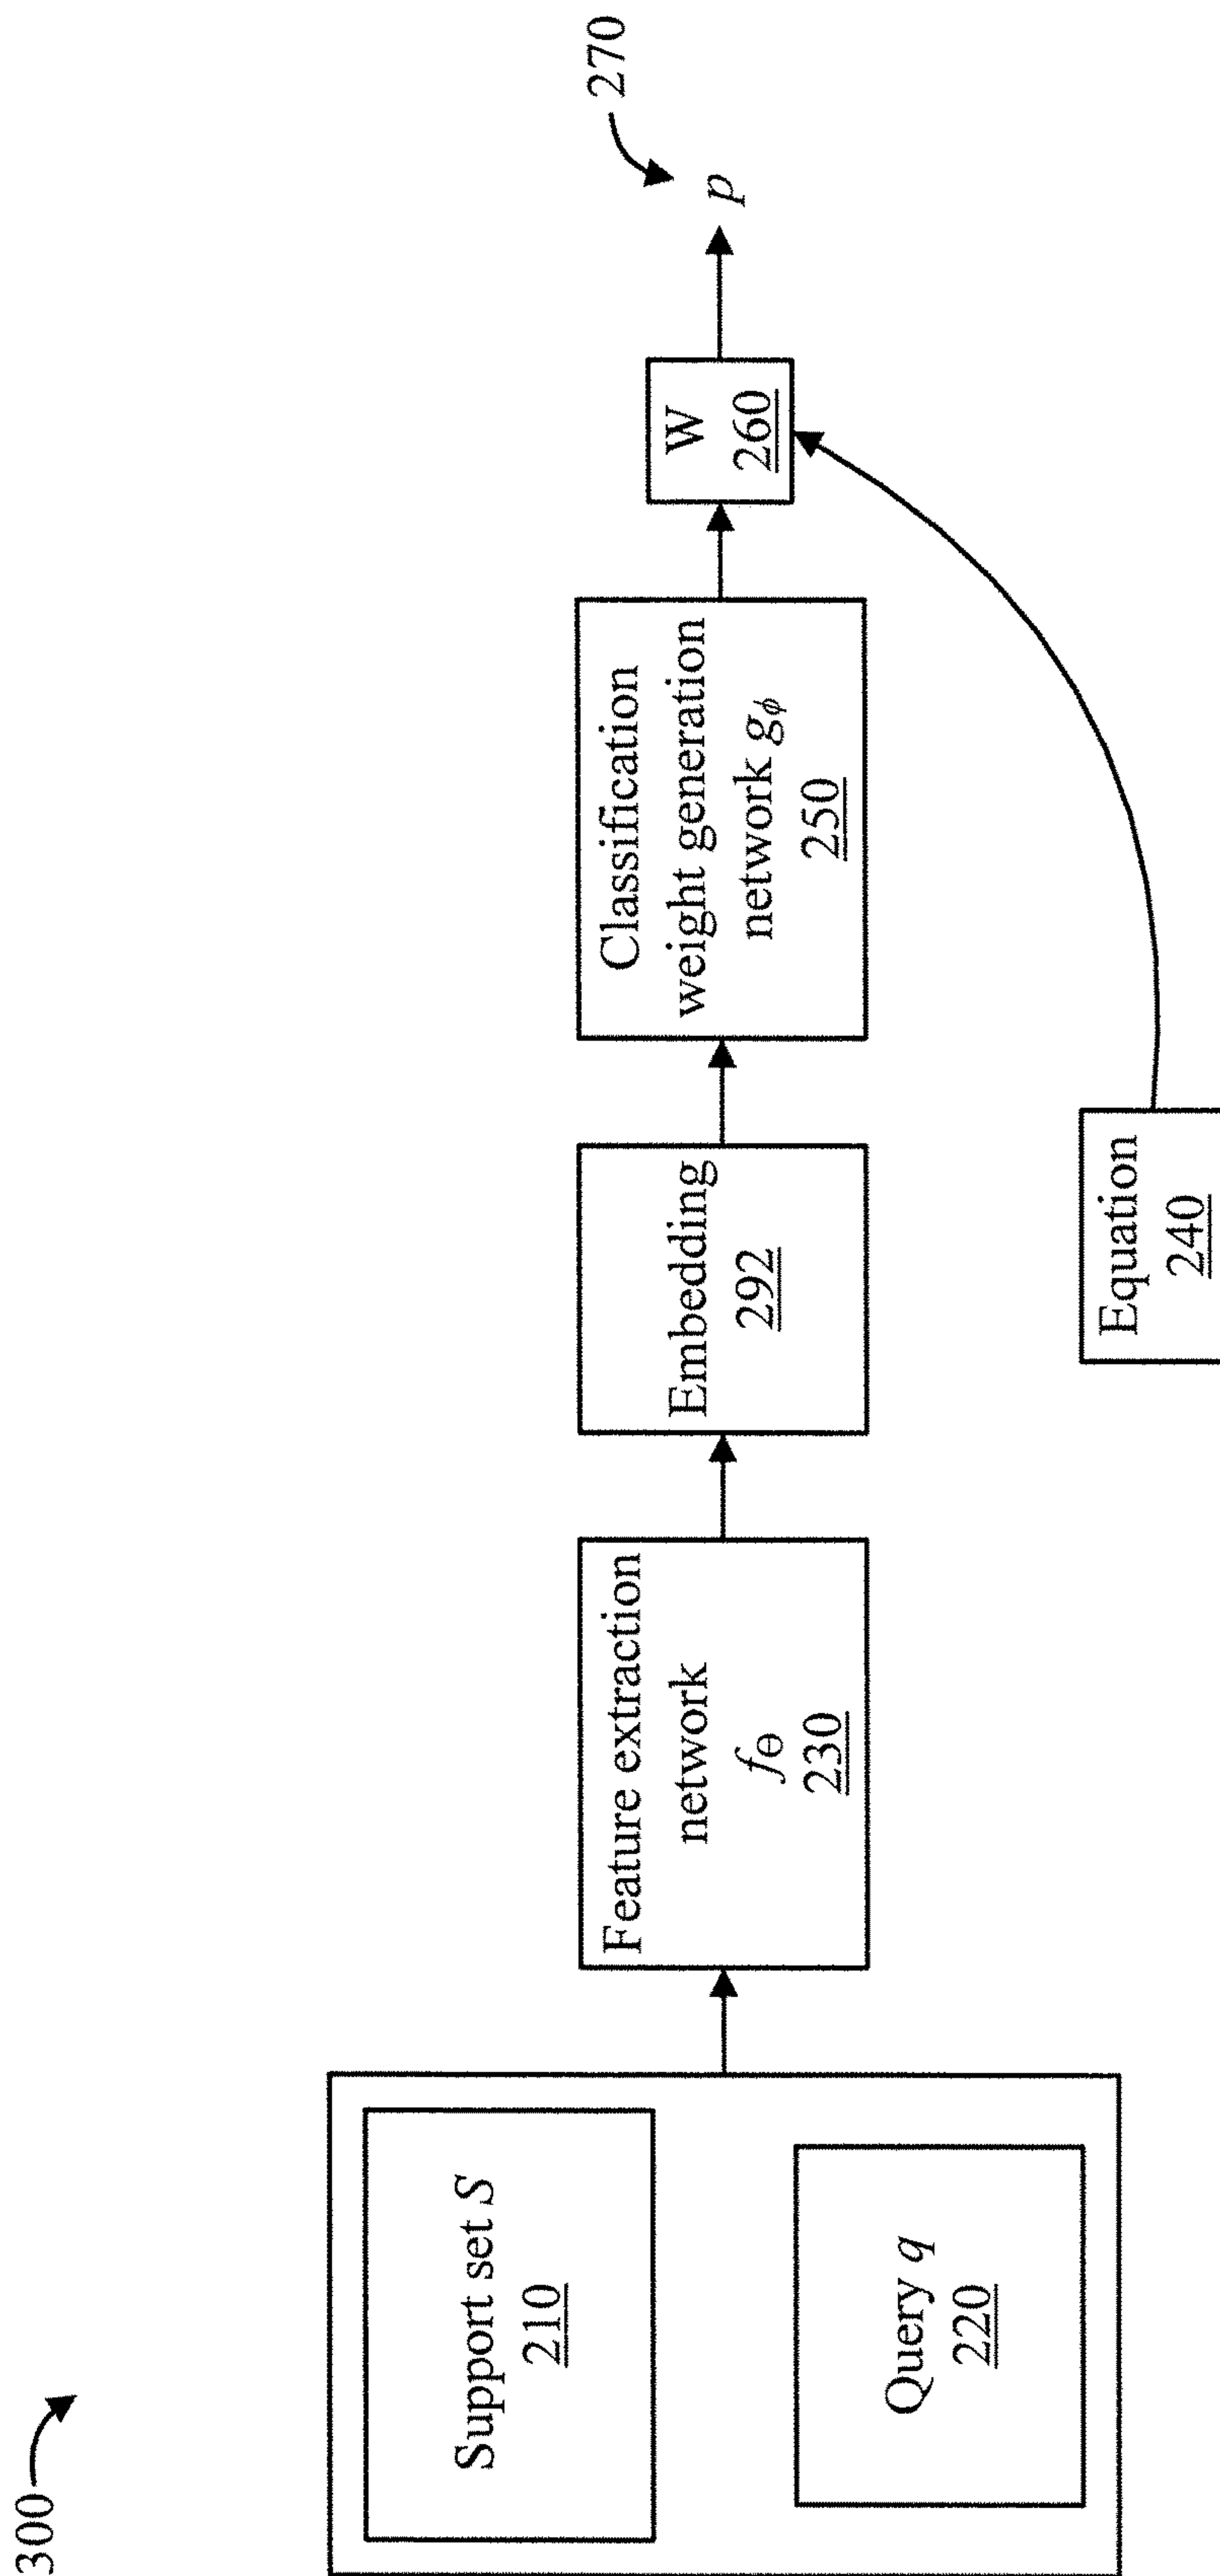 300
Support set S
210
Query q
220
Feature extraction
network
fΘ
230
Embedding
292
Equation
240
Classification
weight generation
network gϕ
250
W
260
p
270